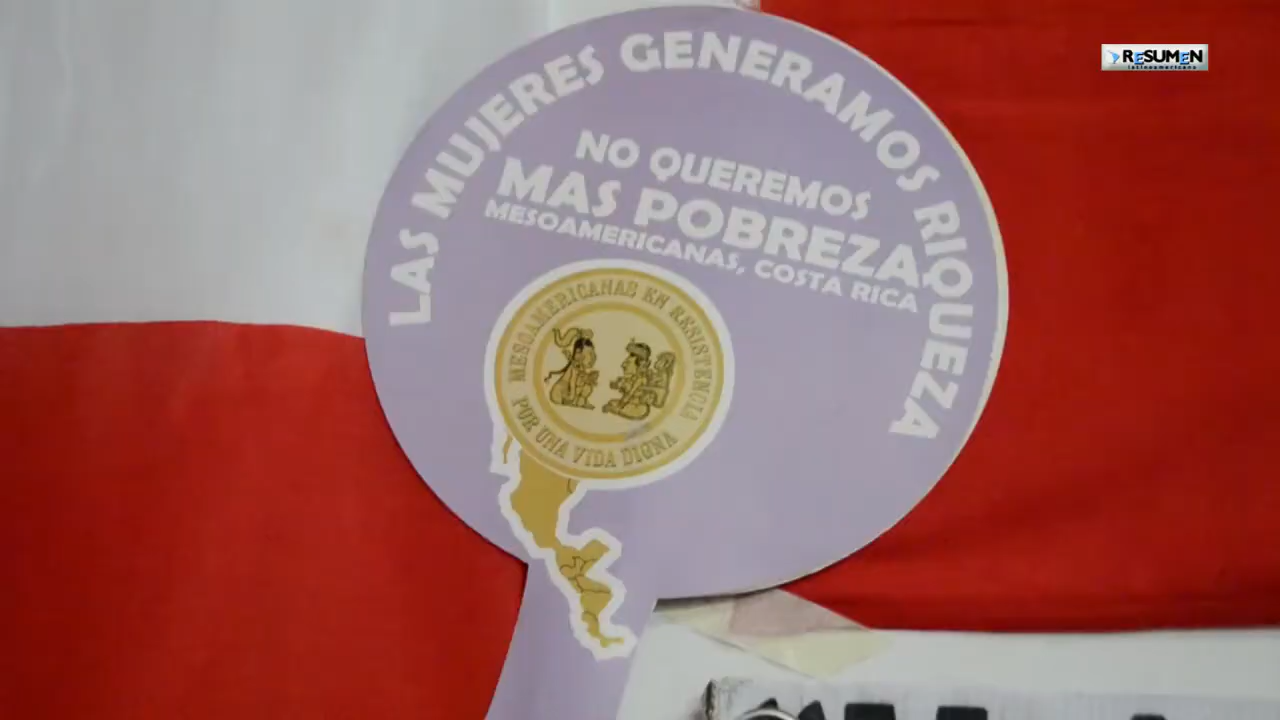 LAS MUJERES GENERAMOS RIQUEZA
NO QUEREMOS
MAS POBREZA
MESOAMERICANAS, COSTA RICA
MESOAMERICANAS EN RESISTENCIA
POR UNA VIDA DIGNA
RESUMEN
latinoamericano